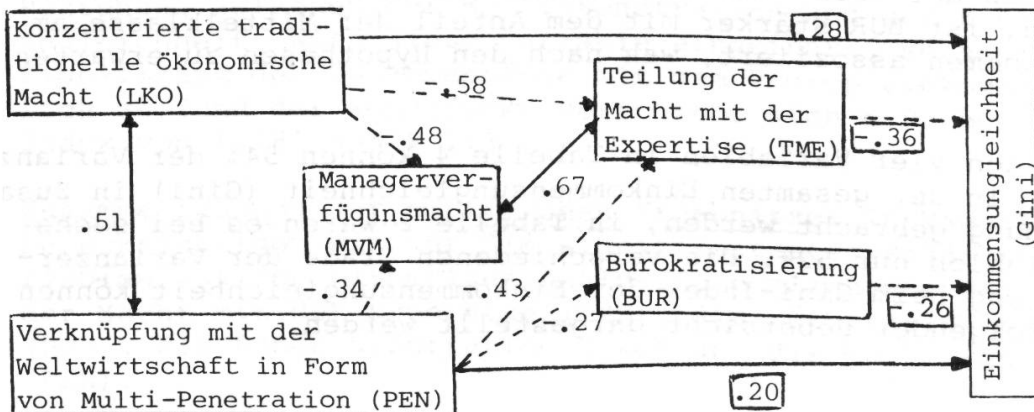 Konzentrierte tradi-
tionelle ökonomische
Macht (LKO)
.28
-.58
Teilung der
Macht mit der
Expertise (TME)
-.36
-.48
Managerver-
fügunsmacht
(MVM)
.67
.51
Bürokratisierung
(BUR)
-.26
-.34
-.43
Verknüpfung mit der
Weltwirtschaft in Form
von Multi-Penetration (PEN)
.20
Einkommensungleichheit
(Gini)